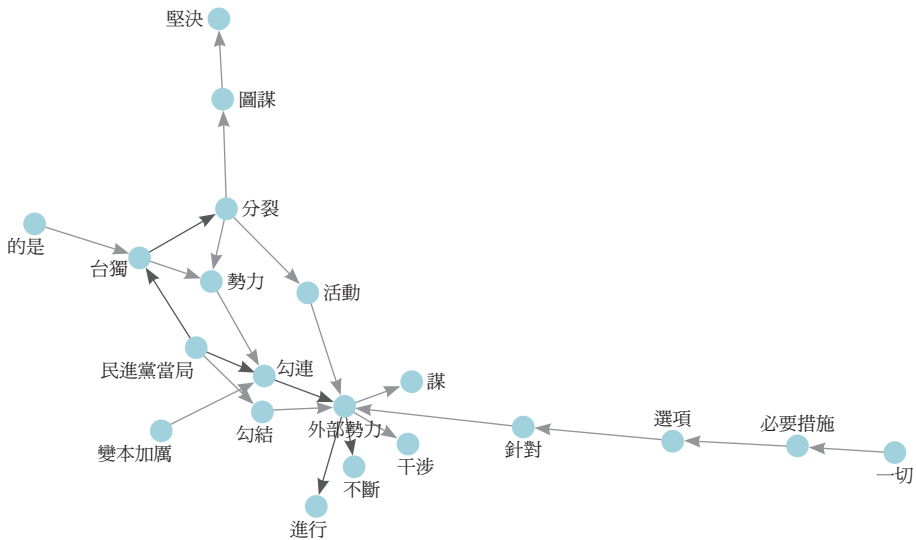 堅決
圖謀
分裂
的是
台獨
勢力
活動
民進黨當局
勾連
謀
變本加厲
勾結
外部勢力
選項
必要措施
針對
干涉
一切
不斷
進行